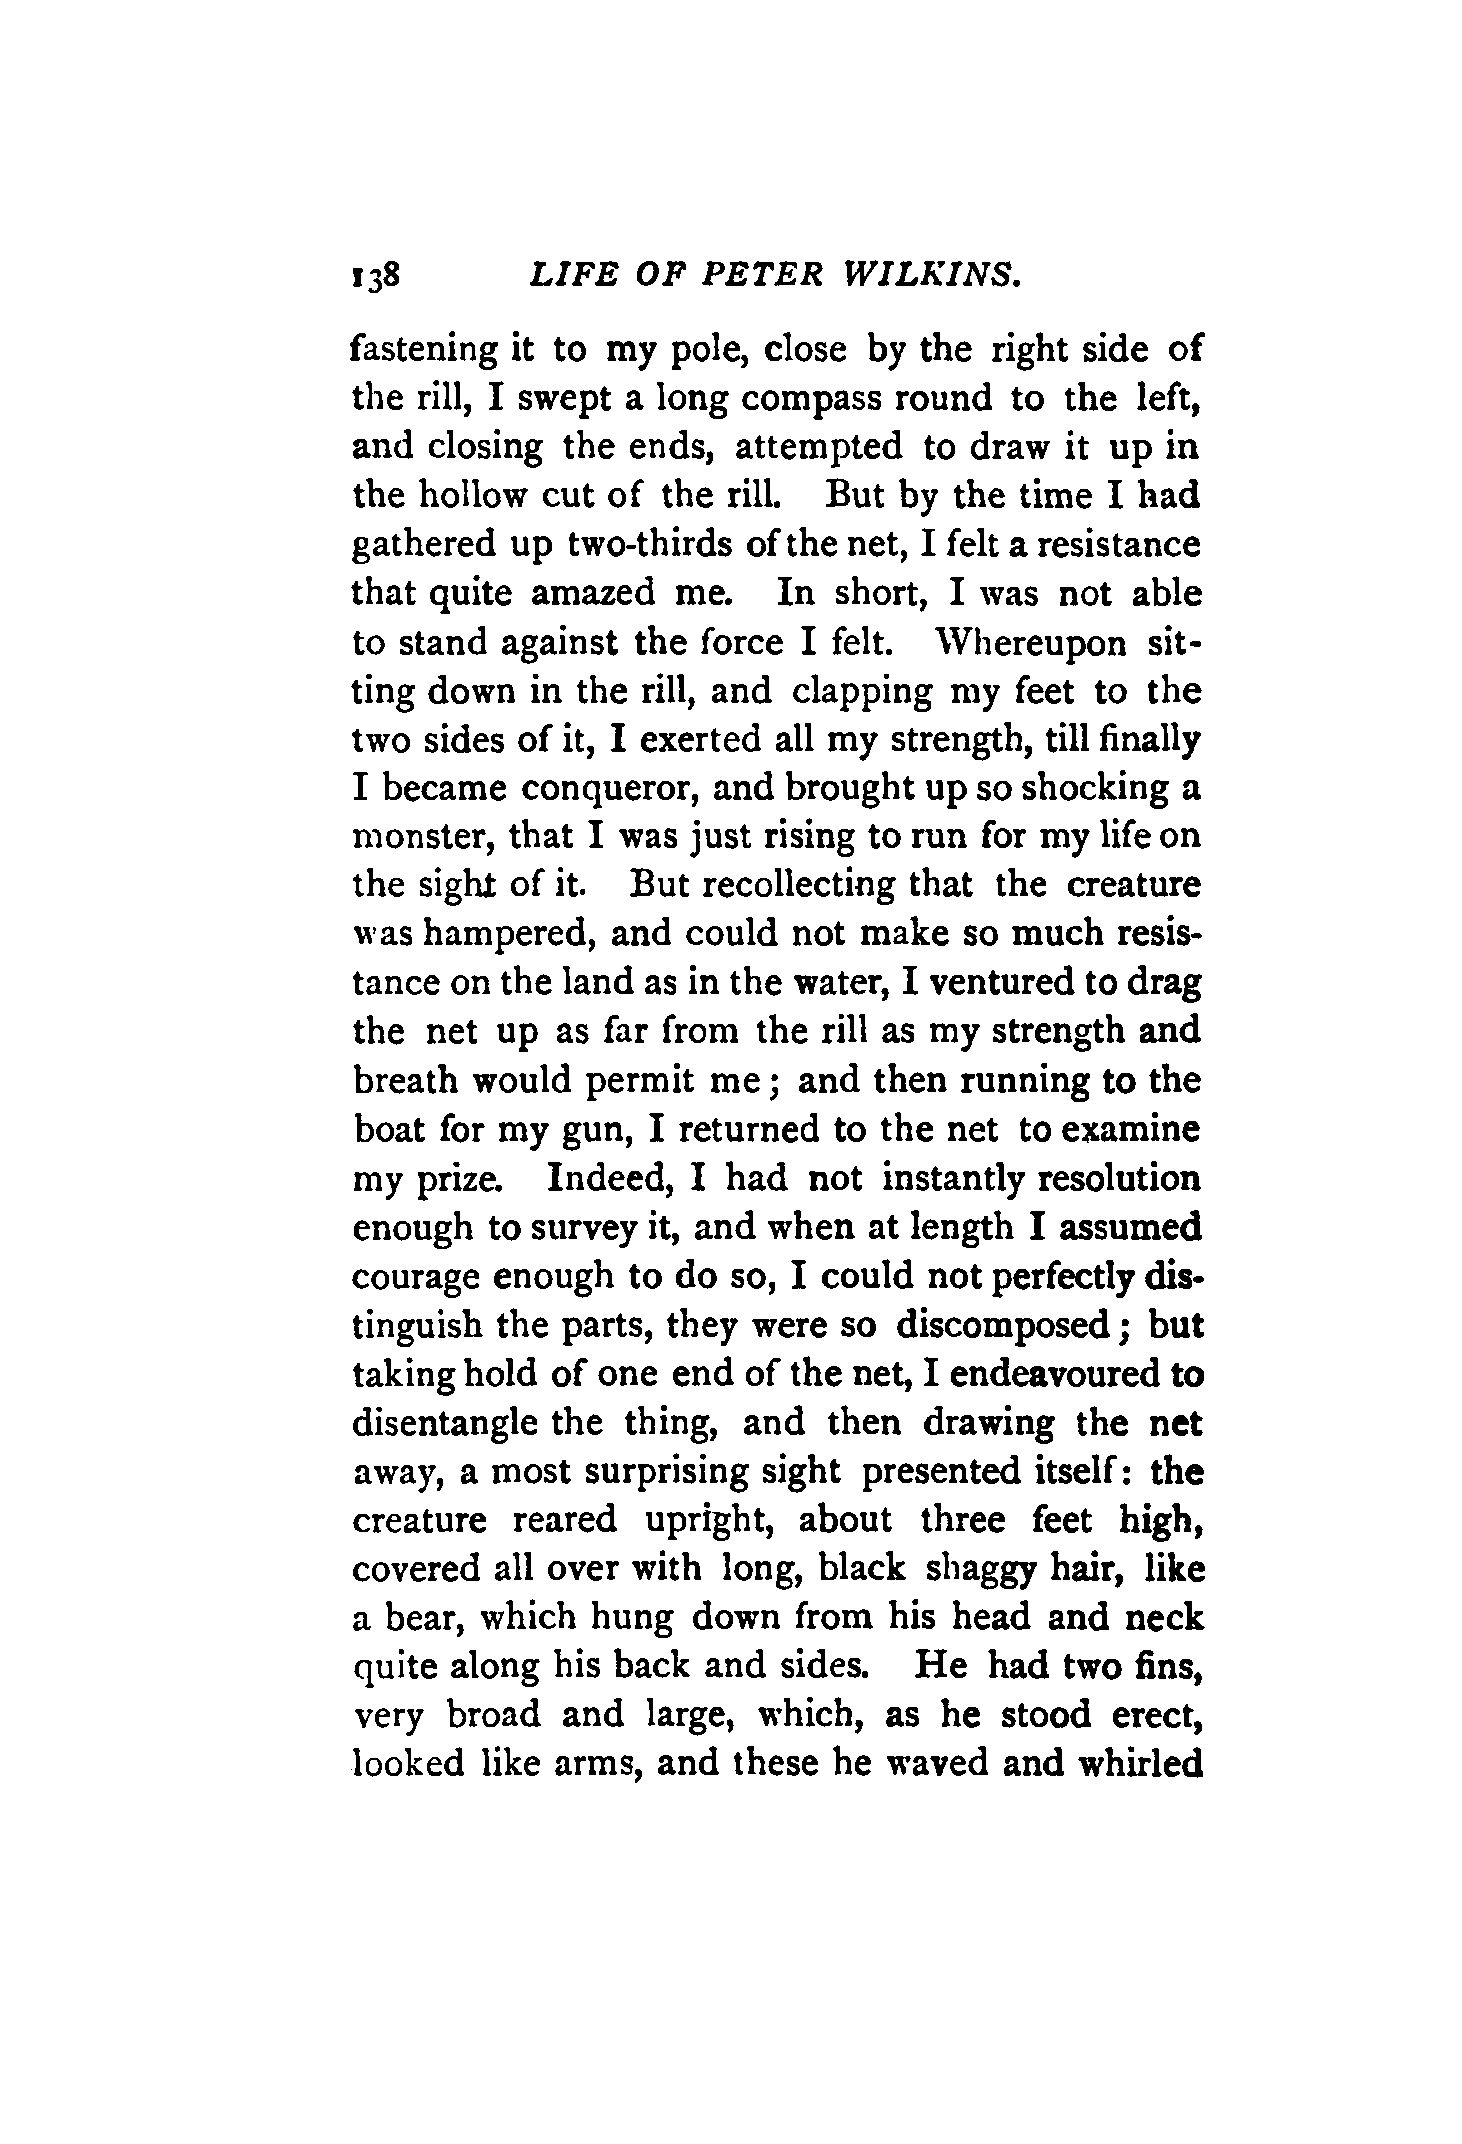 138 LIFE OF PETER WILKINS.
fastening it to my pole, close by the right side of
the rill, I swept a long compass round to the left,
and closing the ends, attempted to draw it up in
the hollow cut of the rill. But by the time I had
gathered up two-thirds of the net, I felt a resistance
that quite amazed me. In short, I was not able
to stand against the force I felt. Whereupon sit-
ting down in the rill, and clapping my feet to the
two sides of it, I exerted all my strength, till finally
I became conqueror, and brought up so shocking a
monster, that I was just rising to run for my life on
the sight of it. But recollecting that the creature
was hampered, and could not make so much resis-
tance on the land as in the water, I ventured to drag
the net up as far from the rill as my strength and
breath would permit me; and then running to the
boat for my gun, I returned to the net to examine
my prize. Indeed, I had not instantly resolution
enough to survey it, and when at length I assumed
courage enough to do so, I could not perfectly dis-
tinguish the parts, they were so discomposed; but
taking hold of one end of the net, I endeavoured to
disentangle the thing, and then drawing the net
away, a most surprising sight presented itself: the
creature reared upright, about three feet high,
covered all over with long, black shaggy hair, like
a bear, which hung down from his head and neck
quite along his back and sides. He had two fins,
very broad and large, which, as he stood erect,
looked like arms, and these he waved and whirled